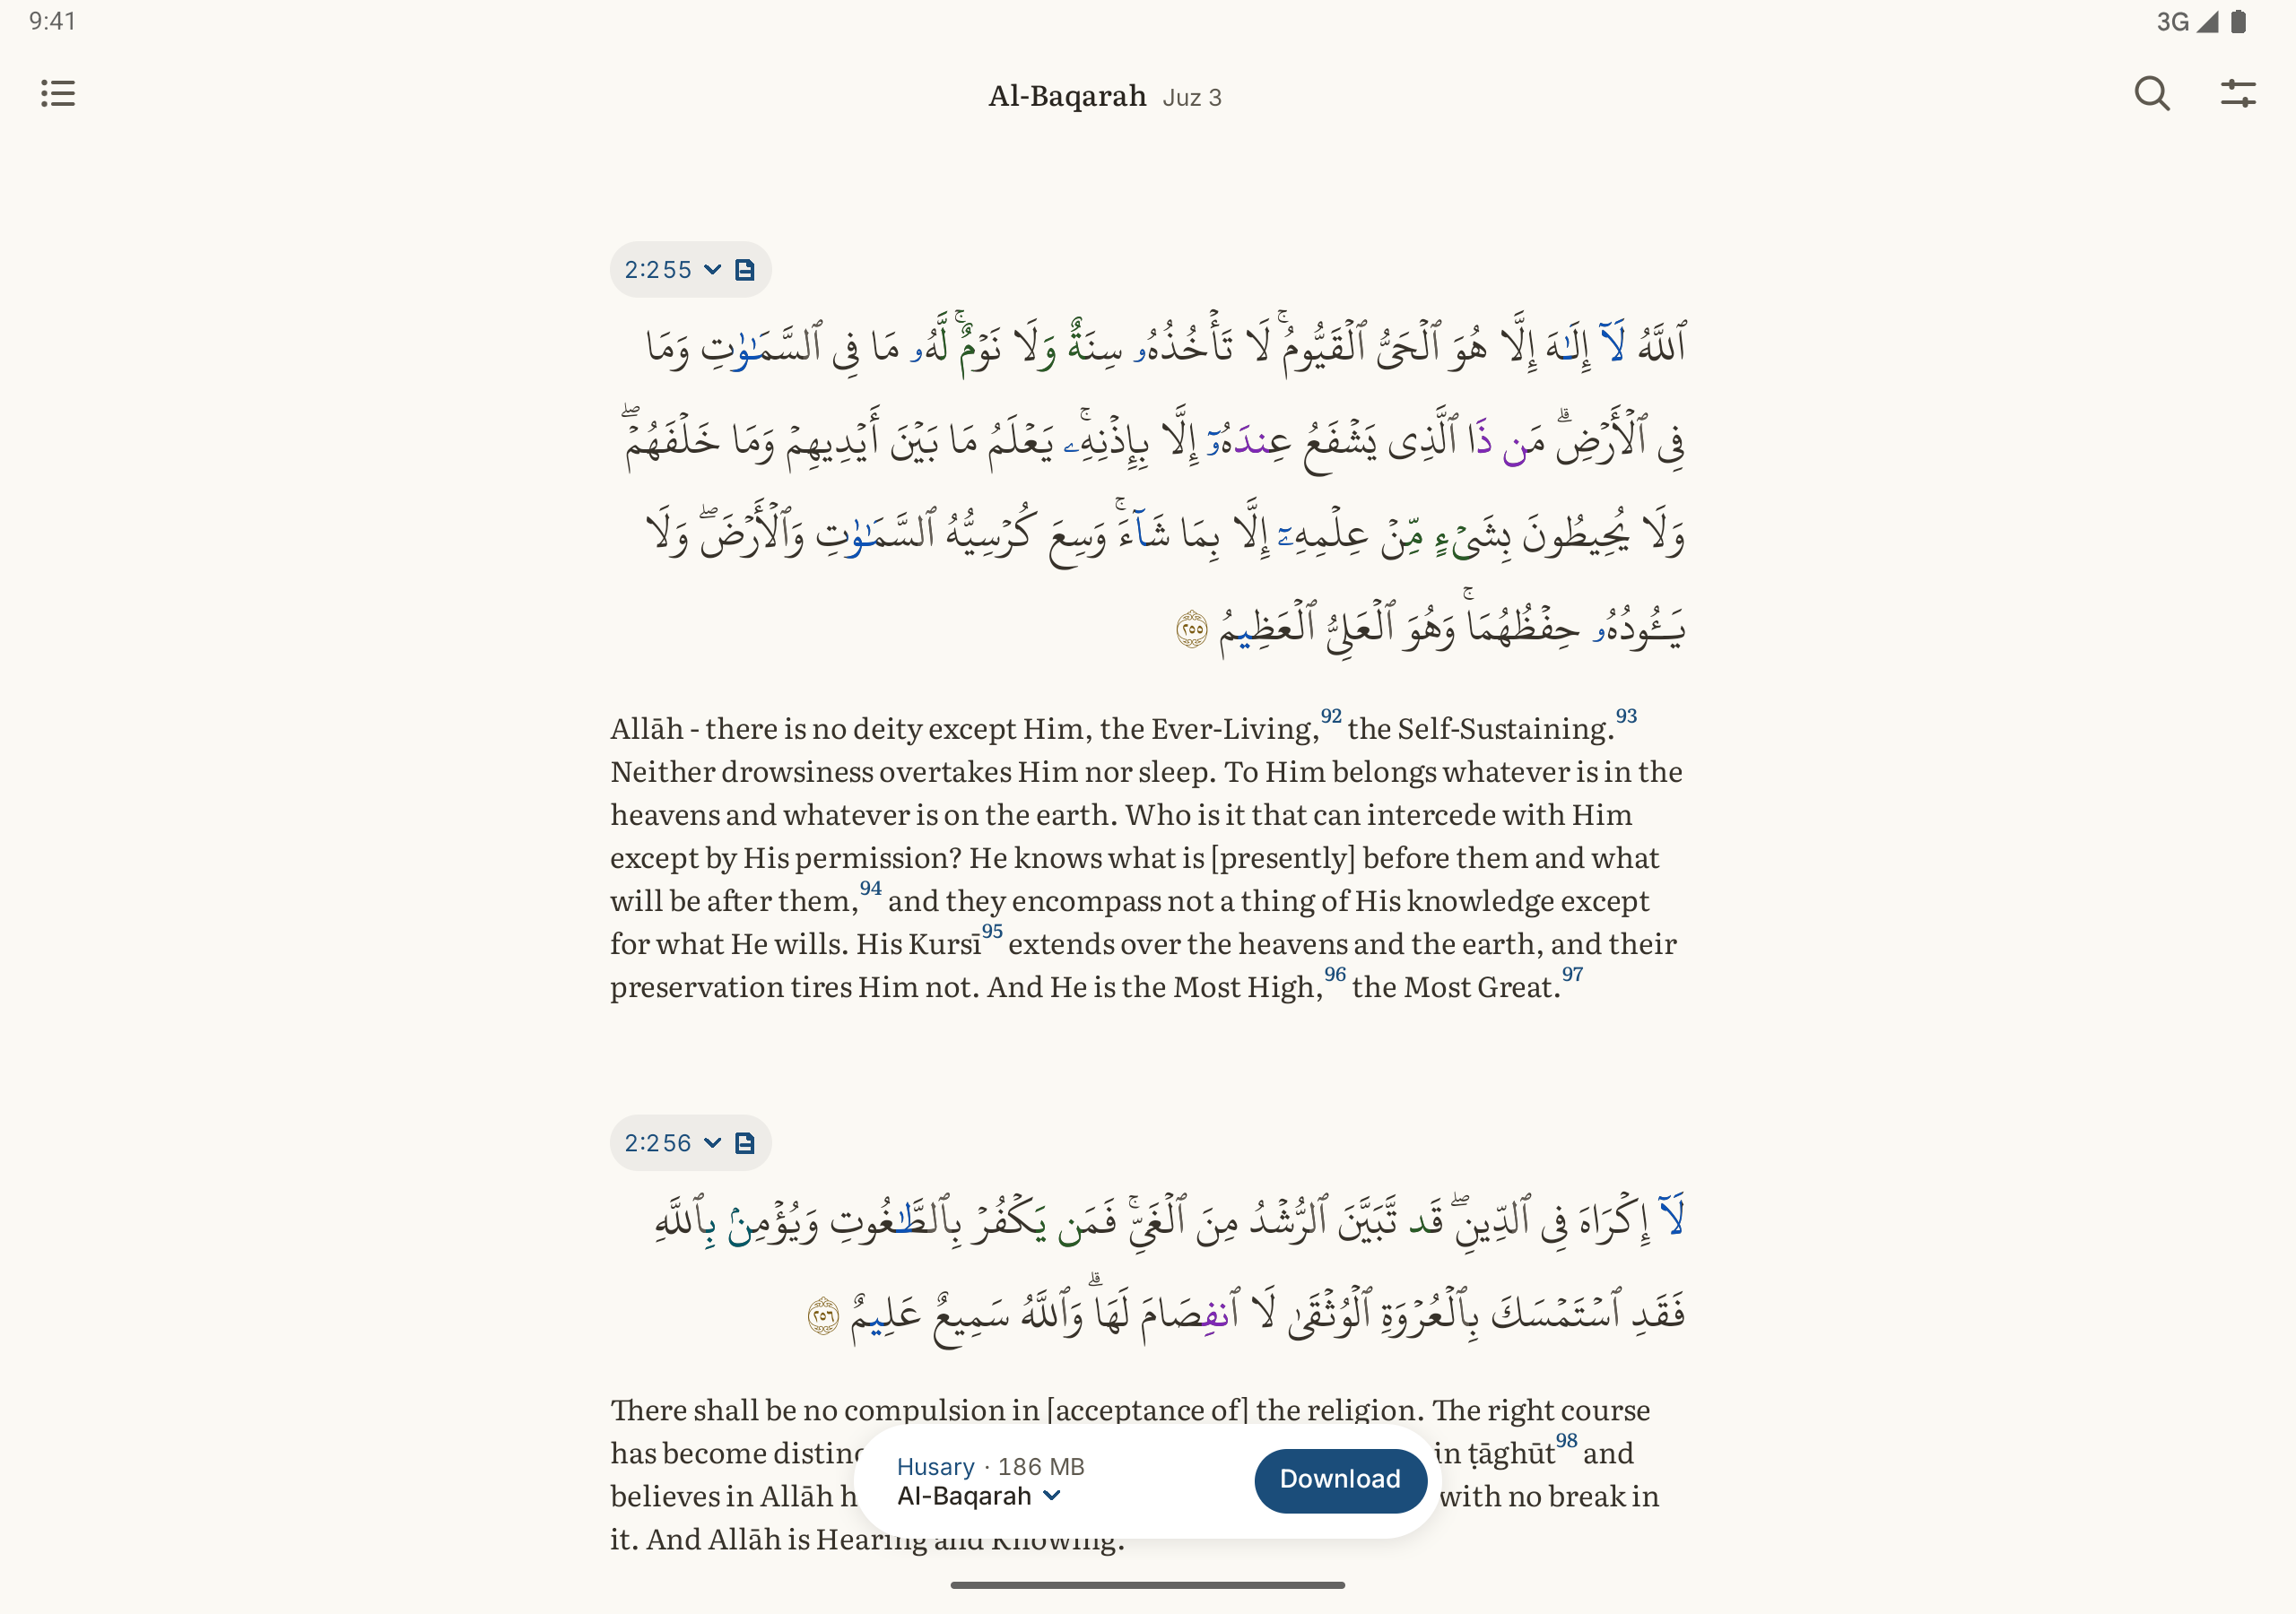 9:41
3G
Al-Baqarah Juz 3
2:255
ٱللَّهُ لَآ إِلَـٰهَ إِلَّا هُوَ ٱلْحَىُّ ٱلْقَيُّومُ ۚ لَا تَأْخُذُهُۥ سِنَةٌ وَلَا نَوْمٌ ۚ لَّهُۥ مَا فِى ٱلسَّمَـٰوَٰتِ وَمَا
فِى ٱلْأَرْضِ ۗ مَن ذَا ٱلَّذِى يَشْفَعُ عِندَهُۥٓ إِلَّا بِإِذْنِهِۦ ۚ يَعْلَمُ مَا بَيْنَ أَيْدِيهِمْ وَمَا خَلْفَهُمْ ۖ
وَلَا يُحِيطُونَ بِشَىْءٍ مِّنْ عِلْمِهِۦٓ إِلَّا بِمَا شَآءَ ۚ وَسِعَ كُرْسِيُّهُ ٱلسَّمَـٰوَٰتِ وَٱلْأَرْضَ ۖ وَلَا
يَـُٔودُهُۥ حِفْظُهُمَا ۚ وَهُوَ ٱلْعَلِىُّ ٱلْعَظِيمُ ٢٥٥
Allāh - there is no deity except Him, the Ever-Living,92 the Self-Sustaining.93
Neither drowsiness overtakes Him nor sleep. To Him belongs whatever is in the
heavens and whatever is on the earth. Who is it that can intercede with Him
except by His permission? He knows what is [presently] before them and what
will be after them,94 and they encompass not a thing of His knowledge except
for what He wills. His Kursī95 extends over the heavens and the earth, and their
preservation tires Him not. And He is the Most High,96 the Most Great.97
2:256
لَآ إِكْرَاهَ فِى ٱلدِّينِ ۖ قَد تَّبَيَّنَ ٱلرُّشْدُ مِنَ ٱلْغَىِّ ۚ فَمَن يَكْفُرْ بِٱلطَّـٰغُوتِ وَيُؤْمِنۢ بِٱللَّهِ
فَقَدِ ٱسْتَمْسَكَ بِٱلْعُرْوَةِ ٱلْوُثْقَىٰ لَا ٱنفِصَامَ لَهَا ۗ وَٱللَّهُ سَمِيعٌ عَلِيمٌ ٢٥٦
There shall be no compulsion in [acceptance of] the religion. The right course
has become in ṭāghūt98 and
believes in Allāh with no break in
it. And Allāh is Hearing and Knowing.
Husary · 186 MB
Al-Baqarah
Download